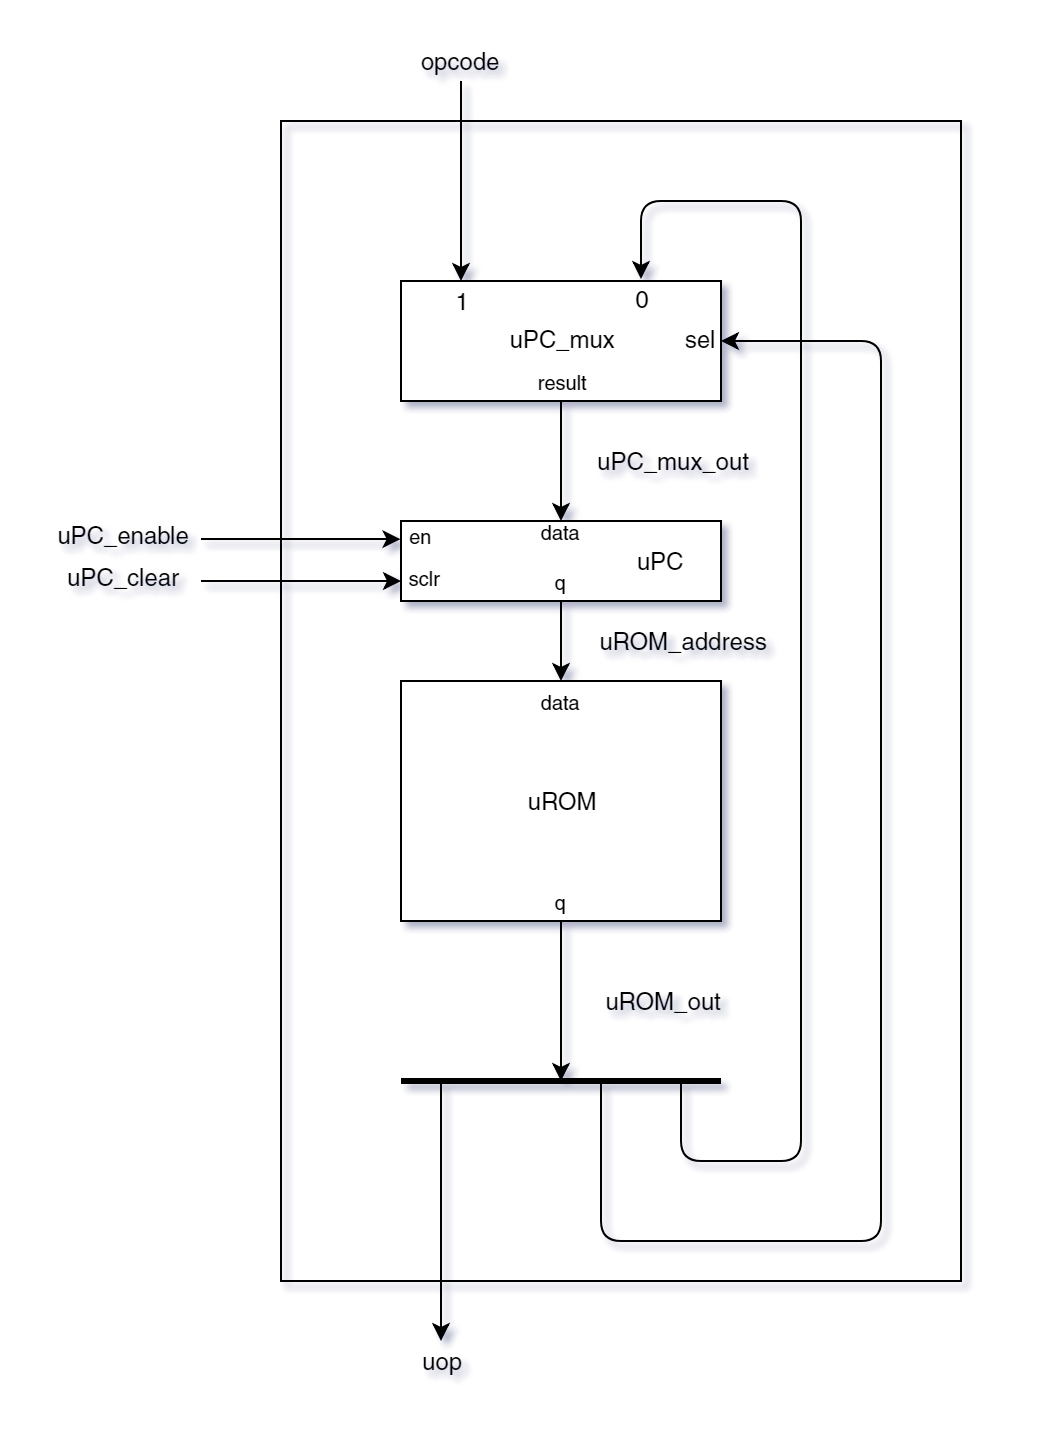 opcode
1
0
uPC_mux
sel
result
uPC_mux_out
uPC_enable
en
data
uPC
uPC_clear
sclr
q
uROM_address
data
uROM
q
uROM_out
uop